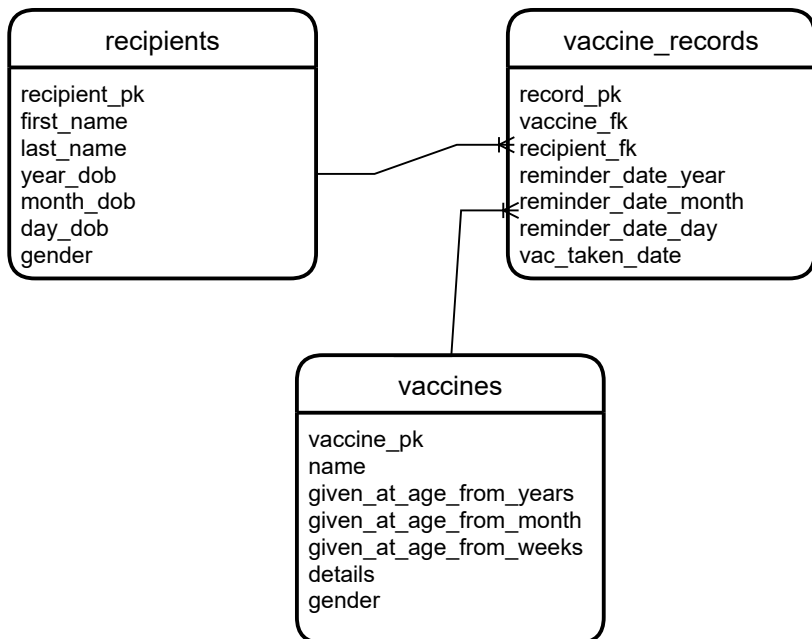 recipients
recipient_pk
first_name
last_name
year_dob
month_dob
day_dob
gender
vaccine_records
record_pk
vaccine_fk
recipient_fk
reminder_date_year
reminder_date_month
reminder_date_day
vac_taken_date
vaccines
vaccine_pk
name
given_at_age_from_years
given_at_age_from_month
given_at_age_from_weeks
details
gender